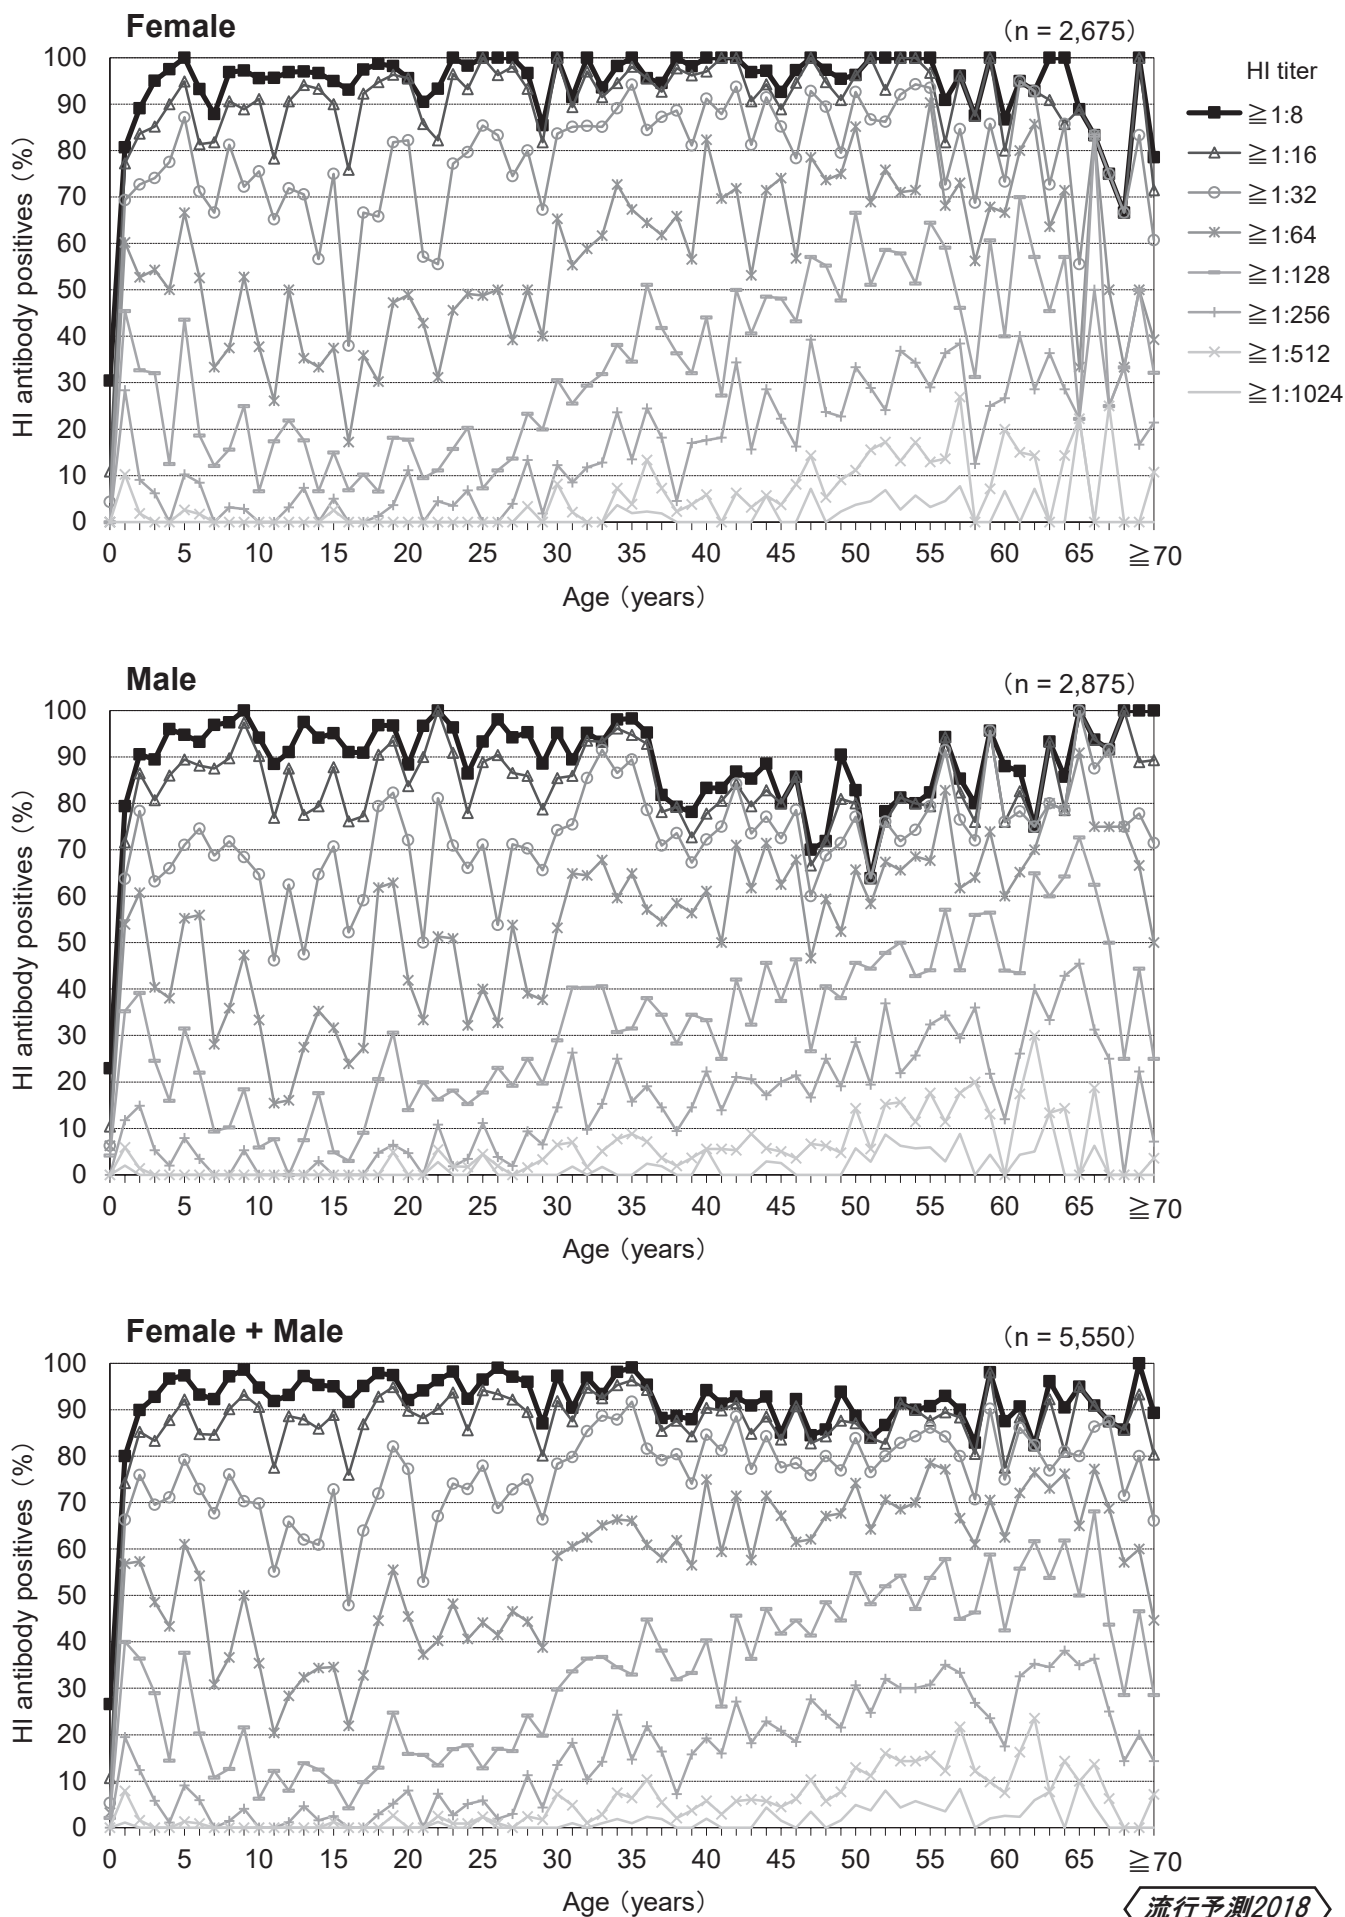 Female
（n = 2,675）
HI titer
≧1:8
≧1:16
≧1:32
≧1:64
≧1:128
≧1:256
≧1:512
≧1:1024
HI antibody positives（%）
100
90
80
70
60
50
40
30
20
10
0
0 5 10 15 20 25 30 35 40 45 50 55 60 65 ≧70
Age（years）
Male
（n = 2,875）
HI antibody positives（%）
100
90
80
70
60
50
40
30
20
10
0
0 5 10 15 20 25 30 35 40 45 50 55 60 65 ≧70
Age（years）
Female + Male
（n = 5,550）
HI antibody positives（%）
100
90
80
70
60
50
40
30
20
10
0
0 5 10 15 20 25 30 35 40 45 50 55 60 65 ≧70
Age（years）
流行予測2018